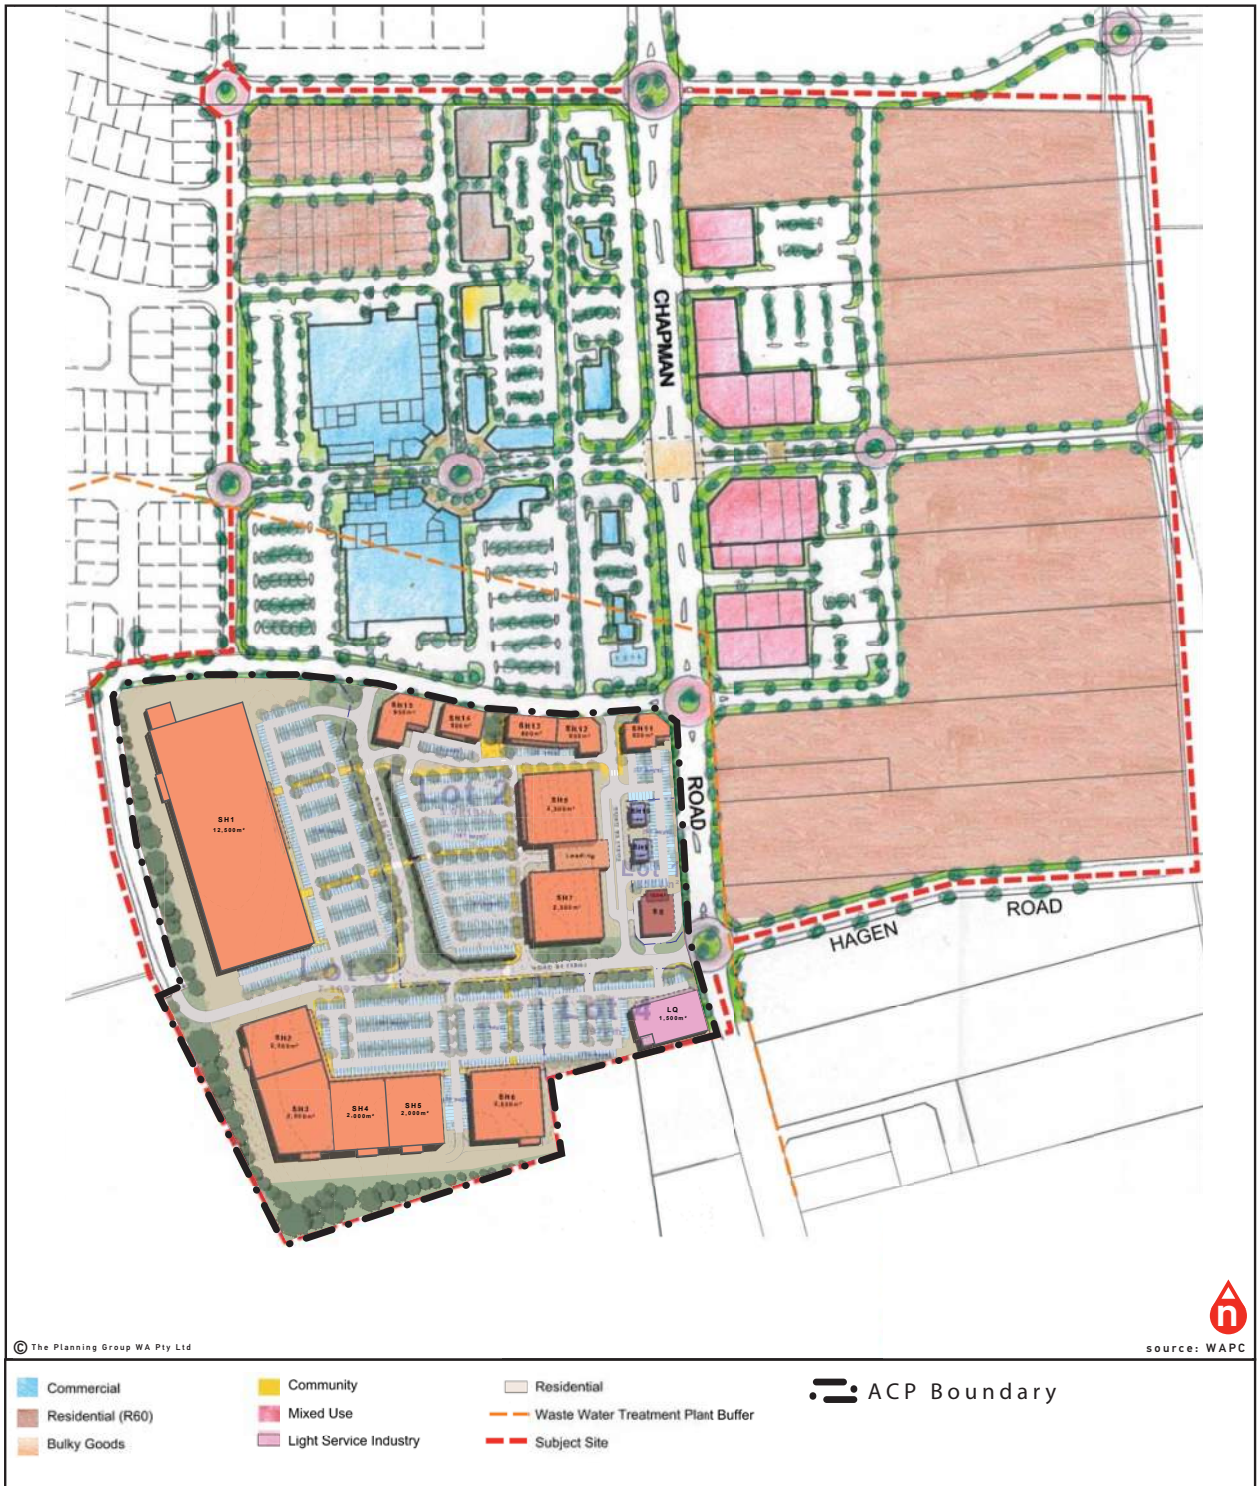 CHAPMAN
SH15
SH14
SH13
SH12
SH11
SH1
12,500m²
Lot 2
SH8
ROAD
Loading
Lot
SH7
HAGEN
ROAD
Lot
Lot 4
LQ
1,500m²
SH2
SH3
SH4
2,000m²
SH5
2,000m²
SH6
n
© The Planning Group WA Pty Ltd
source: WAPC
Commercial
Community
Residential
ACP Boundary
Residential (R60)
Mixed Use
Waste Water Treatment Plant Buffer
Bulky Goods
Light Service Industry
Subject Site